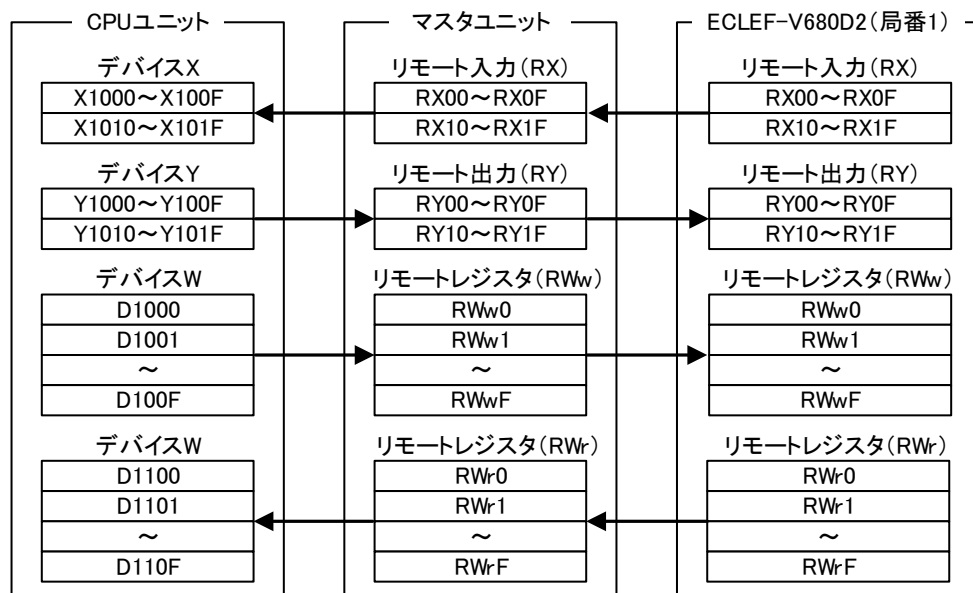 CPUユニット
マスタユニット
ECLEF-V680D2(局番1)
デバイスX
リモート入力(RX)
リモート入力(RX)
X1000～X100F
RX00～RX0F
RX00～RX0F
X1010～X101F
RX10～RX1F
RX10～RX1F
デバイスY
リモート出力(RY)
リモート出力(RY)
Y1000～Y100F
RY00～RY0F
RY00～RY0F
Y1010～Y101F
RY10～RY1F
RY10～RY1F
デバイスW
リモートレジスタ(RWw)
リモートレジスタ(RWw)
D1000
RWw0
RWw0
D1001
RWw1
RWw1
～
～
～
D100F
RWwF
RWwF
デバイスW
リモートレジスタ(RWr)
リモートレジスタ(RWr)
D1100
RWr0
RWr0
D1101
RWr1
RWr1
～
～
～
D110F
RWrF
RWrF